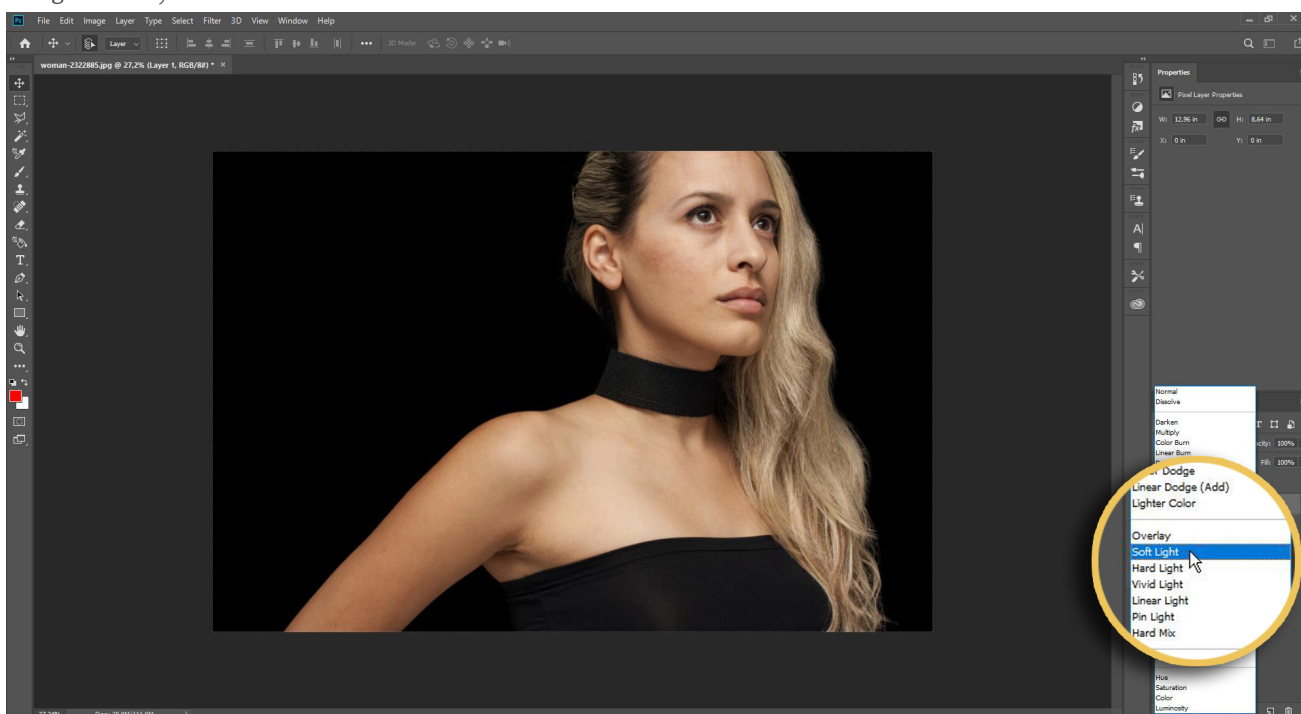 Ps File Edit Image Layer Type Select Filter 3D View Window Help
Layer 3D Mode:
woman-2322885.jpg @ 27,2% (Layer 1, RGB/8#) * ×
Properties
Pixel Layer Properties
W: 12,96 in GO H: 8,64 in
X: 0 in Y: 0 in
Normal
Dissolve
Darken
Multiply
Color Burn
Linear Burn
acity: 100%
Fill: 100%
Dodge
Linear Dodge (Add)
Lighter Color
Overlay
Soft Light
Hard Light
Vivid Light
Linear Light
Pin Light
Hard Mix
Hue
Saturation
Color
Luminosity